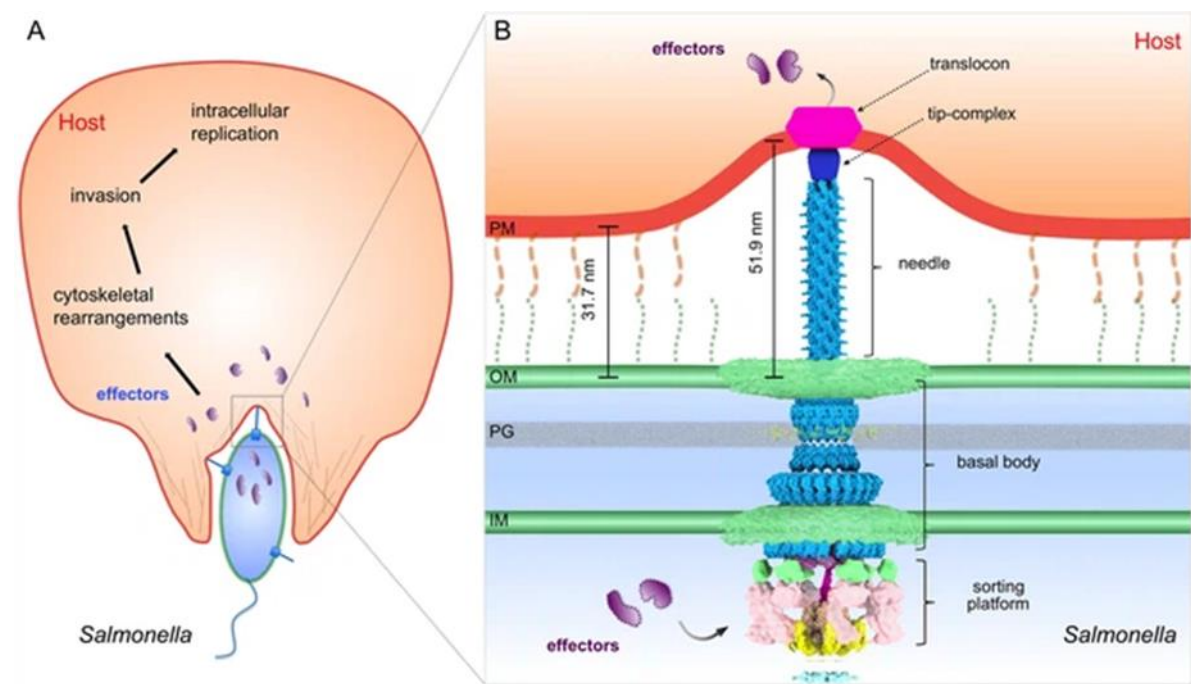 A
Host
intracellular
replication
invasion
cytoskeletal
rearrangements
effectors
Salmonella
B
effectors
Host
translocon
tip-complex
PM
51.9 nm
31.7 nm
needle
OM
PG
basal body
IM
sorting
platform
effectors
Salmonella